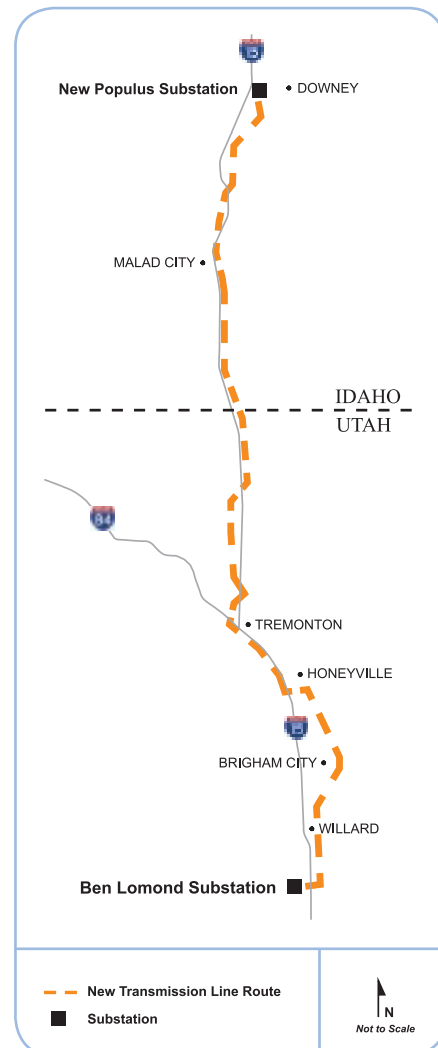 New Populus Substation
DOWNEY
MALAD CITY
IDAHO
UTAH
84
TREMONTON
HONEYVILLE
BRIGHAM CITY
WILLARD
Ben Lomond Substation
New Transmission Line Route
Substation
N
Not to Scale